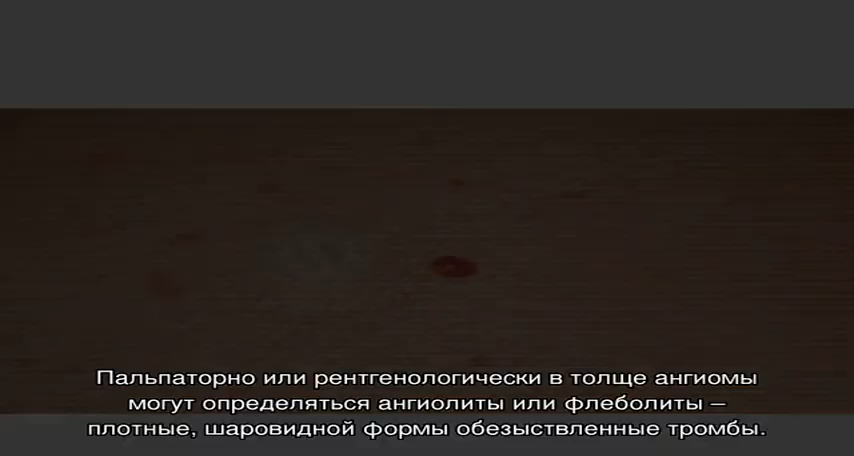 Пальпаторно или рентгенологически в толще ангиомы
могут определяться ангиолиты или флеболиты –
плотные, шаровидной формы обезыствленные тромбы.